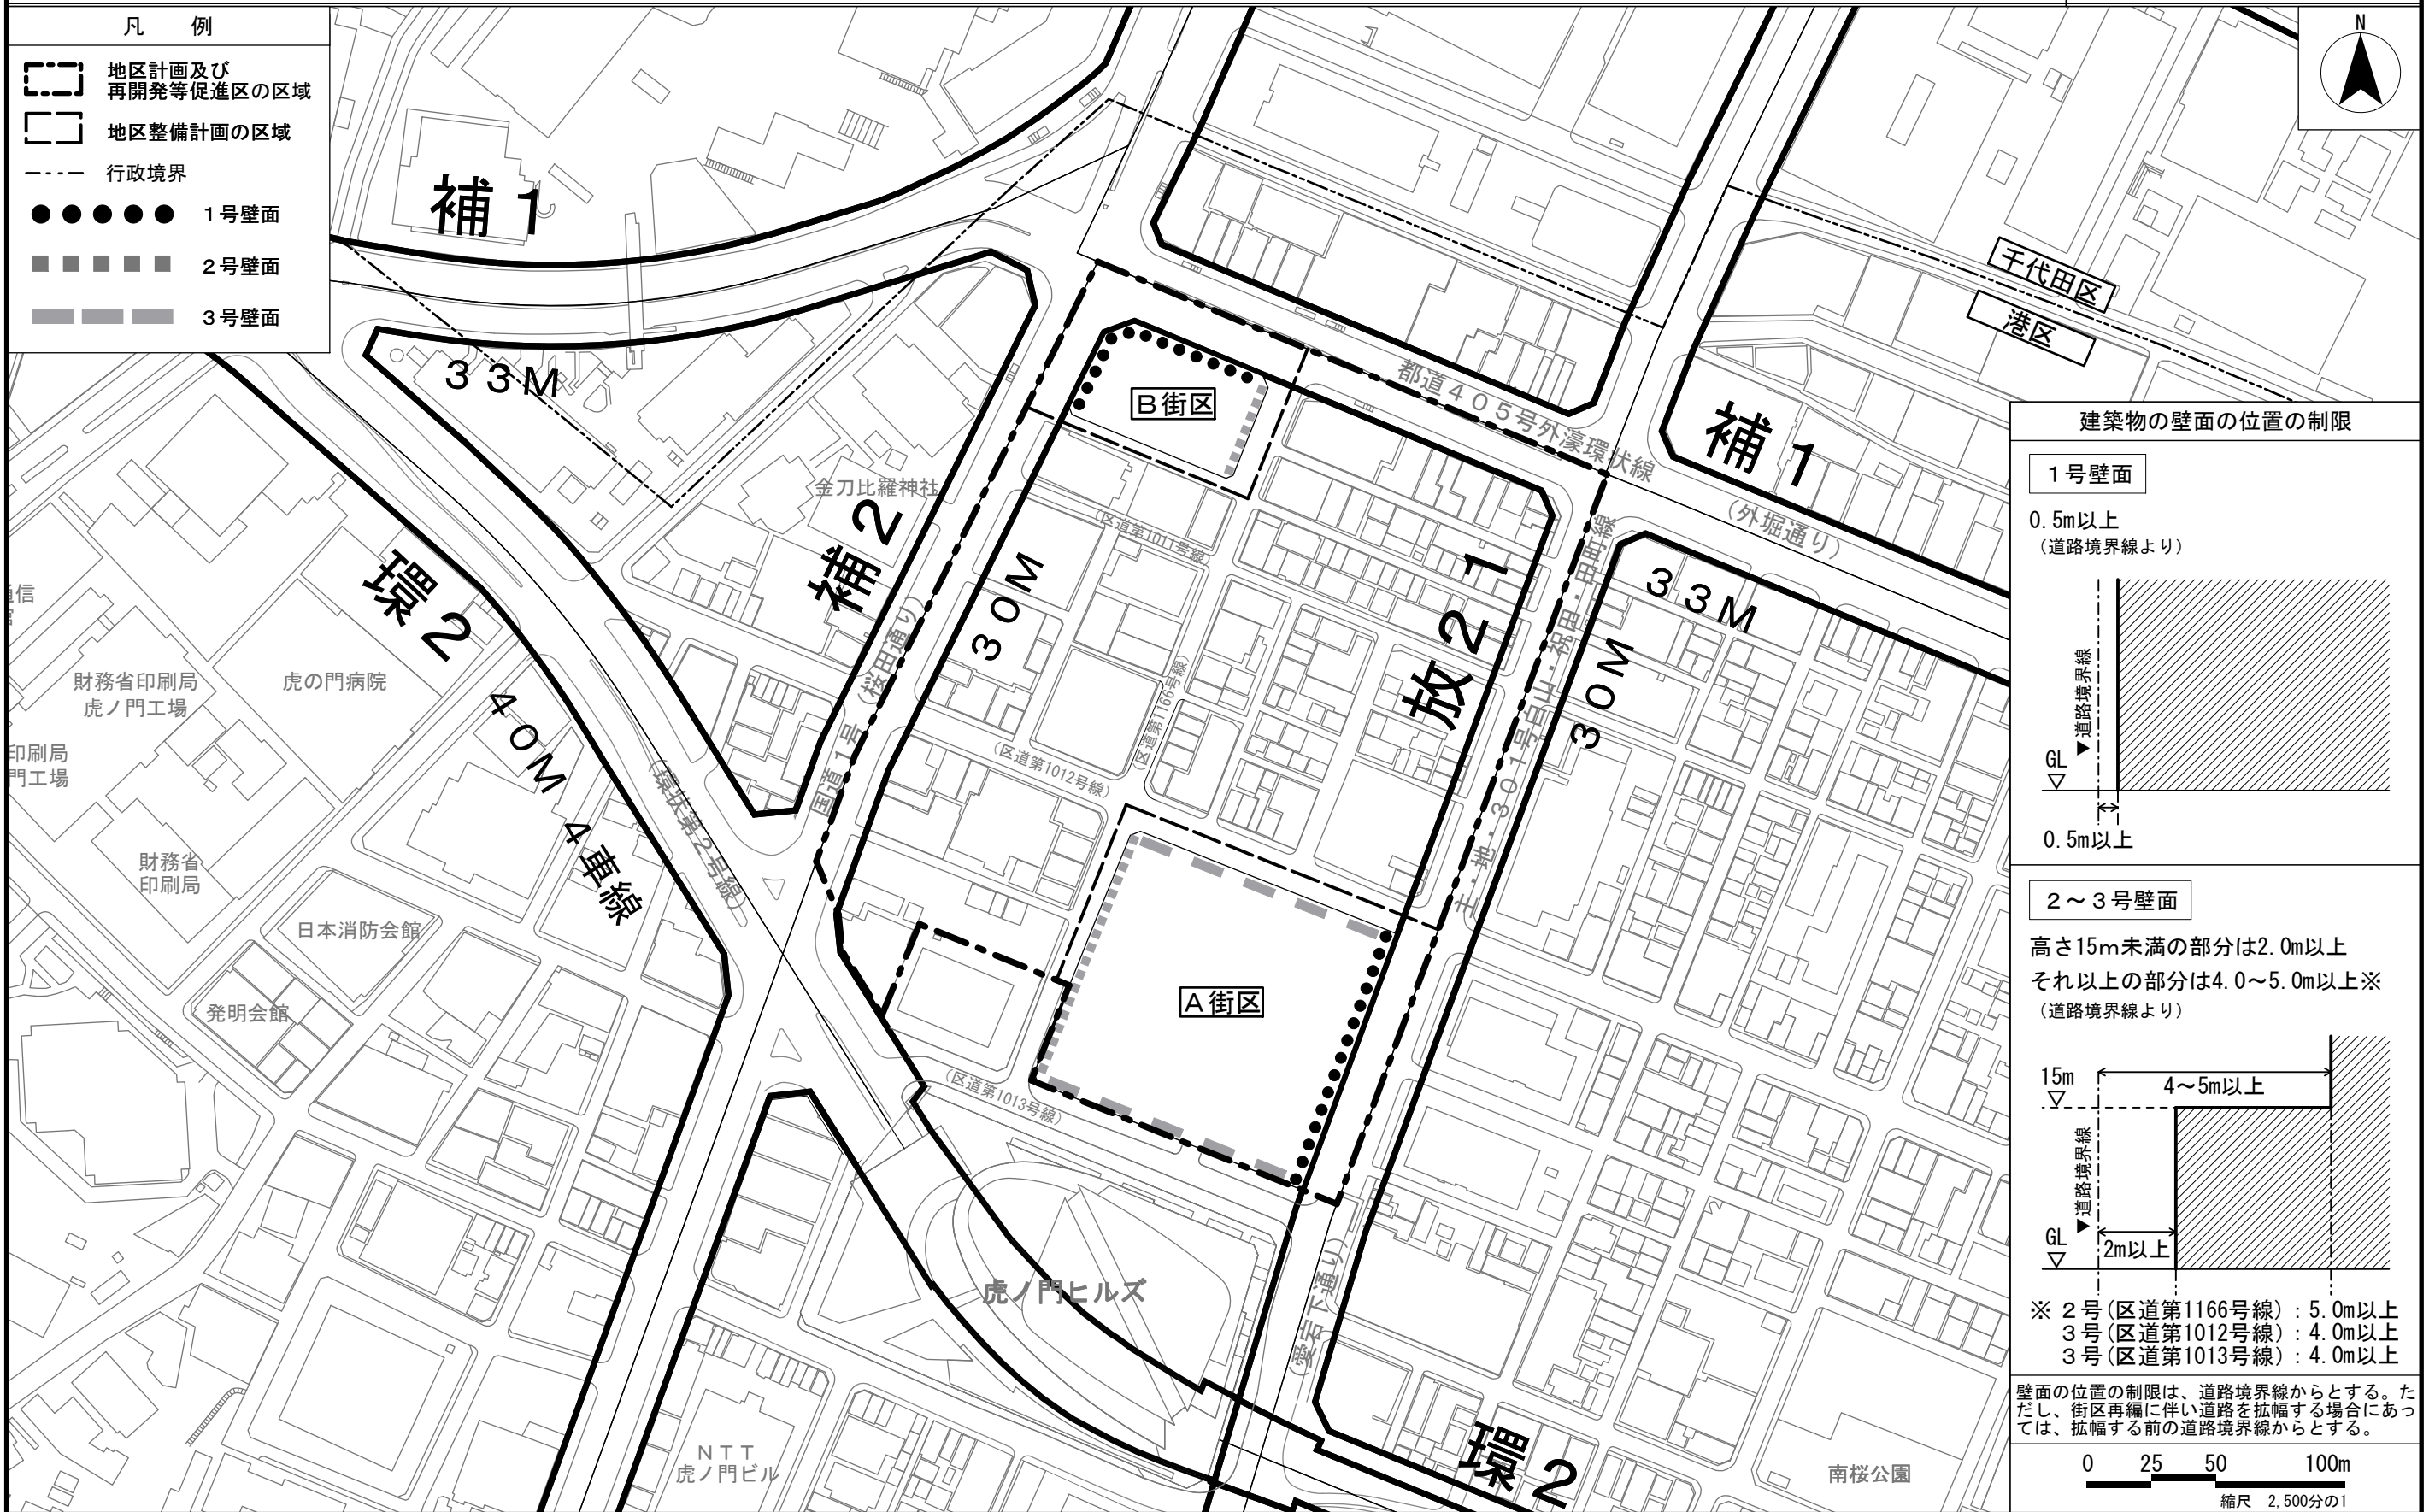 凡 例
地区計画及び
再開発等促進区の区域
地区整備計画の区域
行政境界
1号壁面
2号壁面
3号壁面
N
補1
33M
千代田区
港区
都道405号外濠環状線
B街区
補1
(外堀通り)
金刀比羅神社
補2
(区道第1011号線)
環2
30M
33M
放21
国道1号(桜田通り)
(区道第1166号線)
主・地・301号白山・祝田・田町線
30M
財務省印刷局
虎ノ門工場
虎の門病院
印刷局
門工場
40M
4車線
(区道第1012号線)
(環状第2号線)
財務省
印刷局
日本消防会館
発明会館
A街区
(区道第1013号線)
虎ノ門ヒルズ
(愛宕下通り)
NTT
虎ノ門ビル
環2
南桜公園
建築物の壁面の位置の制限
1号壁面
0.5m以上
(道路境界線より)
▼道路境界線
GL
0.5m以上
2~3号壁面
高さ15m未満の部分は2.0m以上
それ以上の部分は4.0~5.0m以上※
(道路境界線より)
15m
4~5m以上
▼道路境界線
GL
2m以上
※ 2号(区道第1166号線):5.0m以上
3号(区道第1012号線):4.0m以上
3号(区道第1013号線):4.0m以上
壁面の位置の制限は、道路境界線からとする。た
だし、街区再編に伴い道路を拡幅する場合にあっ
ては、拡幅する前の道路境界線からとする。
0 25 50 100m
縮尺 2,500分の1